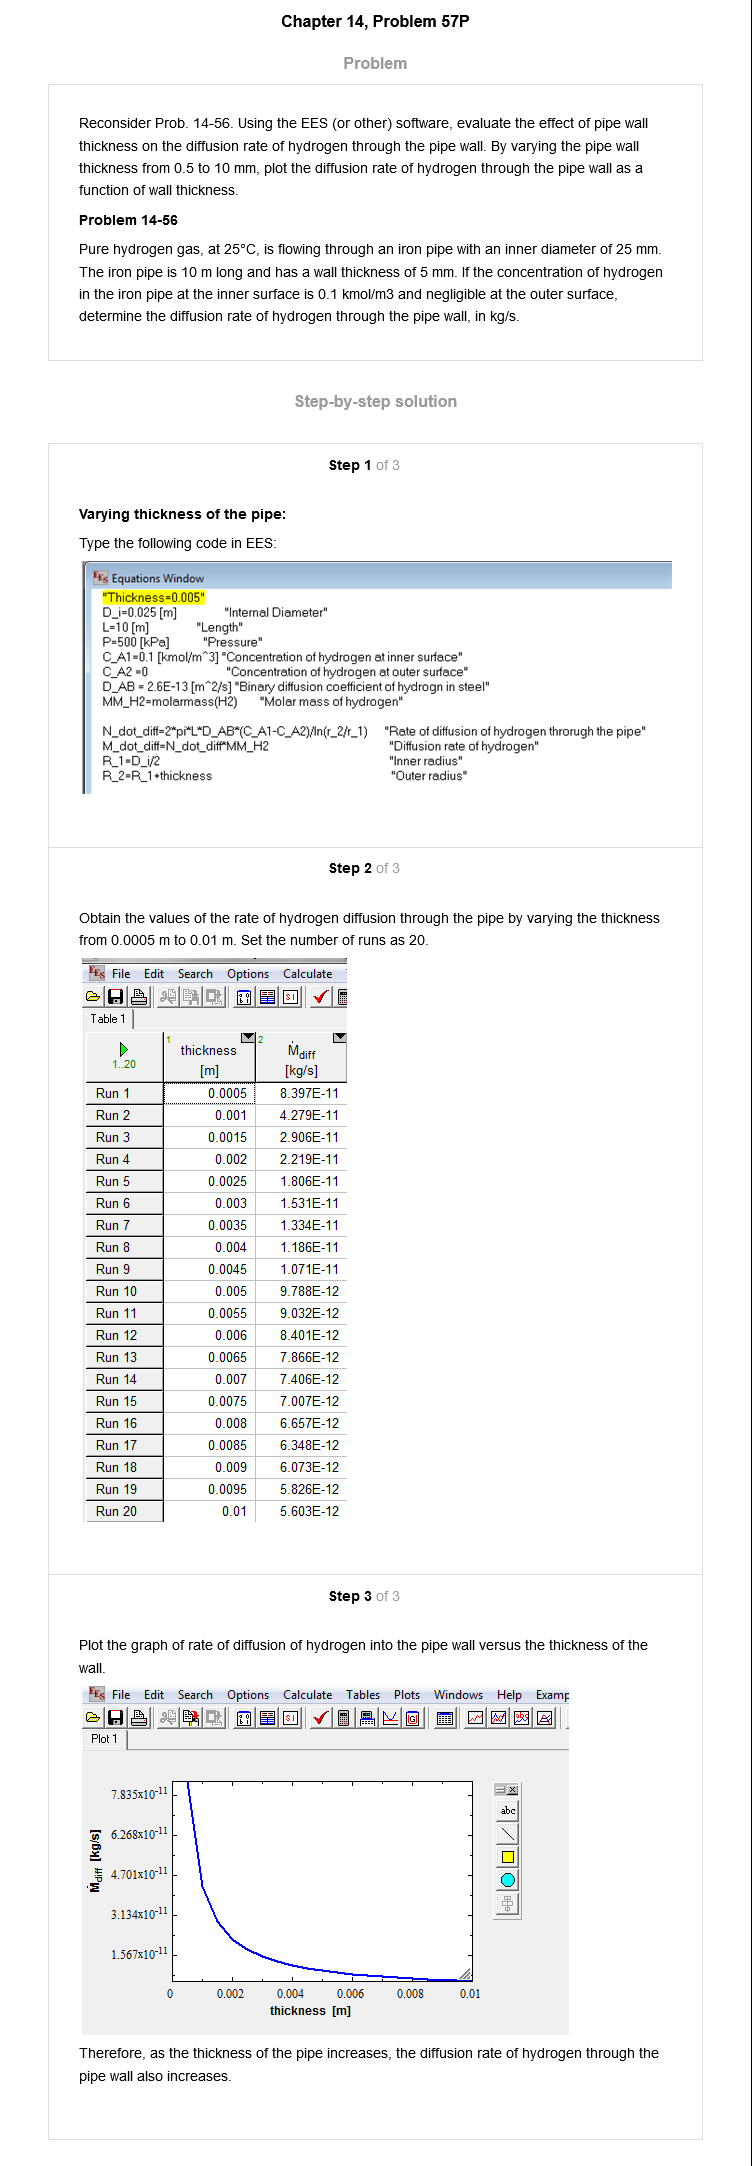 Chapter 14, Problem 57P
Problem
Reconsider Prob. 14-56. Using the EES (or other) software, evaluate the effect of pipe wall
thickness on the diffusion rate of hydrogen through the pipe wall. By varying the pipe wall
thickness from 0.5 to 10 mm, plot the diffusion rate of hydrogen through the pipe wall as a
function of wall thickness.
Problem 14-56
Pure hydrogen gas, at 25°C, is flowing through an iron pipe with an inner diameter of 25 mm.
The iron pipe is 10 m long and has a wall thickness of 5 mm. If the concentration of hydrogen
in the iron pipe at the inner surface is 0.1 kmol/m3 and negligible at the outer surface,
determine the diffusion rate of hydrogen through the pipe wall, in kg/s.
Step-by-step solution
Step 1 of 3
Varying thickness of the pipe:
Type the following code in EES:
EES Equations Window
"Thickness=0.005"
D_i=0.025 [m] "Internal Diameter"
L=10 [m] "Length"
P=500 [kPa] "Pressure"
C_A1=0.1 [kmol/m^3] "Concentration of hydrogen at inner surface"
C_A2 =0 "Concentration of hydrogen at outer surface"
D_AB = 2.6E-13 [m^2/s] "Binary diffusion coefficient of hydrogn in steel"
MM_H2=molarmass(H2) "Molar mass of hydrogen"
N_dot_diff=2*pi*L*D_AB*(C_A1-C_A2)/ln(r_2/r_1) "Rate of diffusion of hydrogen throrugh the pipe"
M_dot_diff=N_dot_diff*MM_H2 "Diffusion rate of hydrogen"
R_1=D_i/2 "Inner radius"
R_2=R_1+thickness "Outer radius"
Step 2 of 3
Obtain the values of the rate of hydrogen diffusion through the pipe by varying the thickness
from 0.0005 m to 0.01 m. Set the number of runs as 20.
EES File Edit Search Options Calculate
Table 1
1..20 1 thickness [m] 2 Ṁdiff [kg/s]
Run 1 0.0005 8.397E-11
Run 2 0.001 4.279E-11
Run 3 0.0015 2.906E-11
Run 4 0.002 2.219E-11
Run 5 0.0025 1.806E-11
Run 6 0.003 1.531E-11
Run 7 0.0035 1.334E-11
Run 8 0.004 1.186E-11
Run 9 0.0045 1.071E-11
Run 10 0.005 9.788E-12
Run 11 0.0055 9.032E-12
Run 12 0.006 8.401E-12
Run 13 0.0065 7.866E-12
Run 14 0.007 7.406E-12
Run 15 0.0075 7.007E-12
Run 16 0.008 6.657E-12
Run 17 0.0085 6.348E-12
Run 18 0.009 6.073E-12
Run 19 0.0095 5.826E-12
Run 20 0.01 5.603E-12
Step 3 of 3
Plot the graph of rate of diffusion of hydrogen into the pipe wall versus the thickness of the
wall.
EES File Edit Search Options Calculate Tables Plots Windows Help Examp
Plot 1
abc
7.835x10-11
6.268x10-11
4.701x10-11
3.134x10-11
1.567x10-11
Ṁdiff [kg/s]
0 0.002 0.004 0.006 0.008 0.01
thickness [m]
Therefore, as the thickness of the pipe increases, the diffusion rate of hydrogen through the
pipe wall also increases.